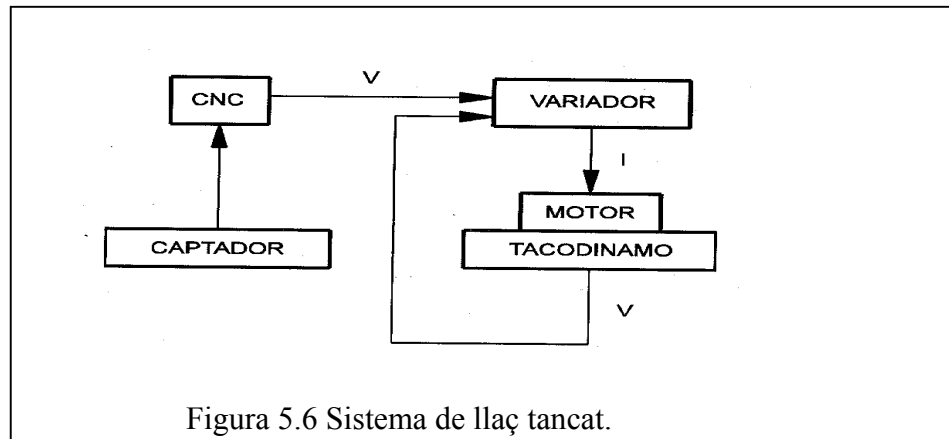 V
CNC
VARIADOR
I
MOTOR
CAPTADOR
TACODINAMO
V
Figura 5.6 Sistema de llaç tancat.